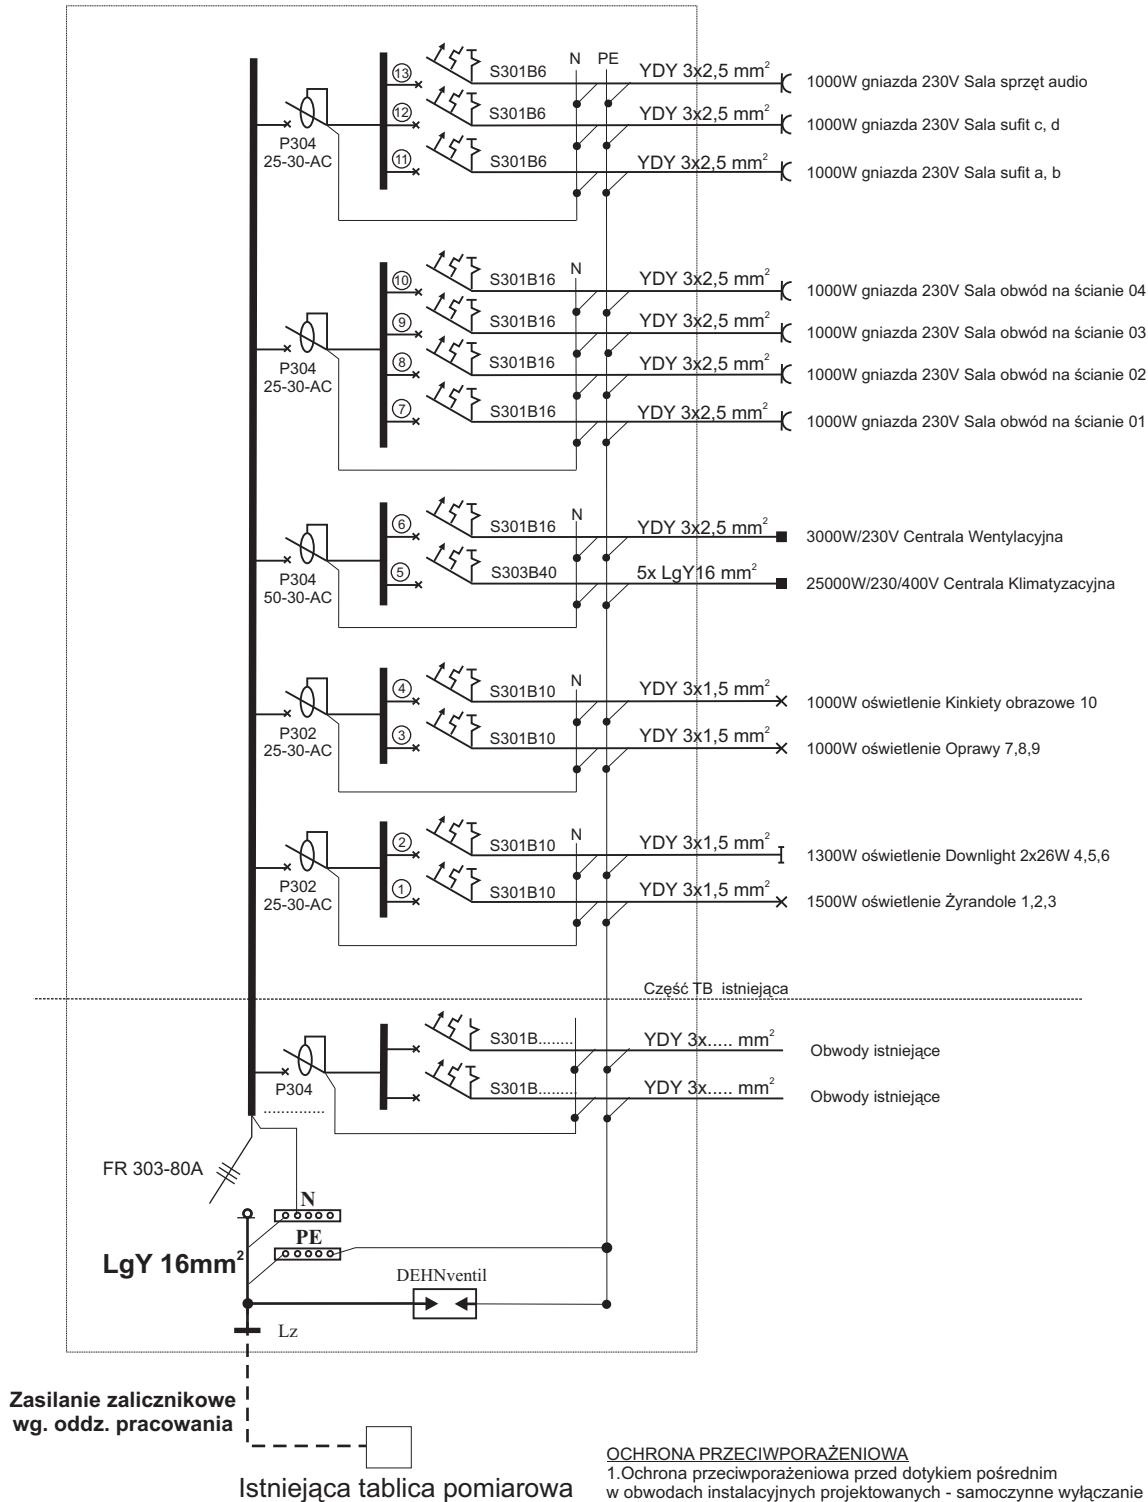 N PE
13 S301B6 YDY 3x2,5 mm² 1000W gniazda 230V Sala sprzęt audio
12 S301B6 YDY 3x2,5 mm² 1000W gniazda 230V Sala sufit c, d
P304
25-30-AC
11 S301B6 YDY 3x2,5 mm² 1000W gniazda 230V Sala sufit a, b
N
10 S301B16 YDY 3x2,5 mm² 1000W gniazda 230V Sala obwód na ścianie 04
9 S301B16 YDY 3x2,5 mm² 1000W gniazda 230V Sala obwód na ścianie 03
P304
25-30-AC
8 S301B16 YDY 3x2,5 mm² 1000W gniazda 230V Sala obwód na ścianie 02
7 S301B16 YDY 3x2,5 mm² 1000W gniazda 230V Sala obwód na ścianie 01
N
6 S301B16 YDY 3x2,5 mm² 3000W/230V Centrala Wentylacyjna
P304
50-30-AC
5 S303B40 5x LgY16 mm² 25000W/230/400V Centrala Klimatyzacyjna
N
4 S301B10 YDY 3x1,5 mm² 1000W oświetlenie Kinkiety obrazowe 10
P302
25-30-AC
3 S301B10 YDY 3x1,5 mm² 1000W oświetlenie Oprawy 7,8,9
N
2 S301B10 YDY 3x1,5 mm² 1300W oświetlenie Downlight 2x26W 4,5,6
P302
25-30-AC
1 S301B10 YDY 3x1,5 mm² 1500W oświetlenie Żyrandole 1,2,3
Część TB istniejąca
S301B........ YDY 3x..... mm² Obwody istniejące
P304
...............
S301B........ YDY 3x..... mm² Obwody istniejące
FR 303-80A
N
PE
LgY 16mm²
DEHNventil
Lz
Zasilanie zalicznikowe
wg. oddz. pracowania
Istniejąca tablica pomiarowa
OCHRONA PRZECIWPORAŻENIOWA
1.Ochrona przeciwporażeniowa przed dotykiem pośrednim
w obwodach instalacyjnych projektowanych - samoczynne wyłączanie